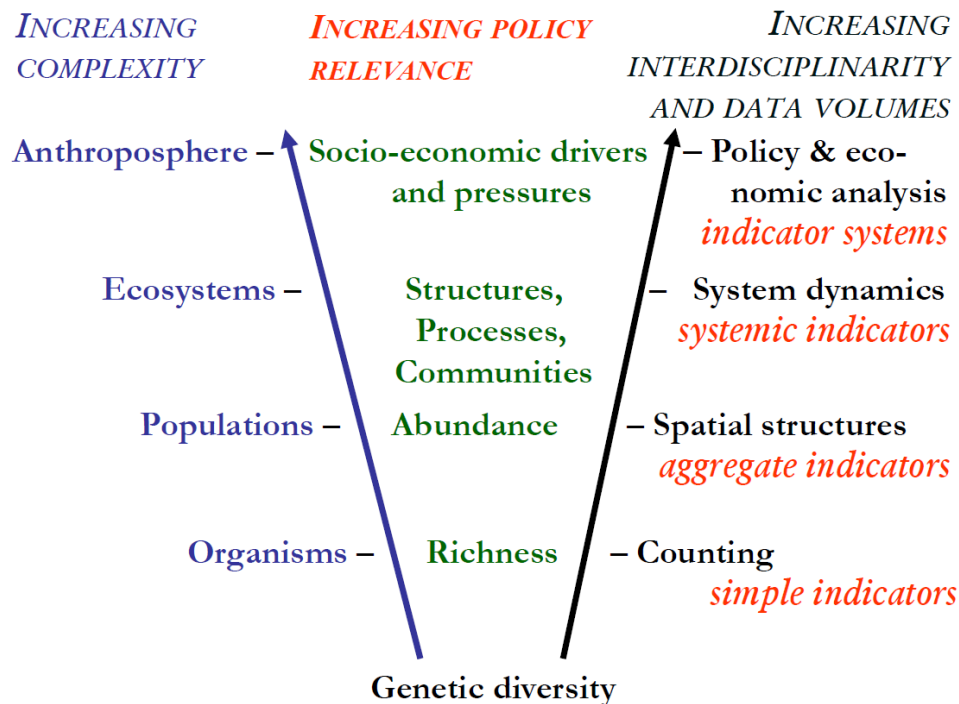 INCREASING
COMPLEXITY
INCREASING POLICY
RELEVANCE
INCREASING
INTERDISCIPLINARITY
AND DATA VOLUMES
Anthroposphere – Socio-economic drivers – Policy & eco-
and pressures nomic analysis
indicator systems
Ecosystems – Structures, – System dynamics
Processes, systemic indicators
Communities
Populations – Abundance – Spatial structures
aggregate indicators
Organisms – Richness – Counting
simple indicators
Genetic diversity